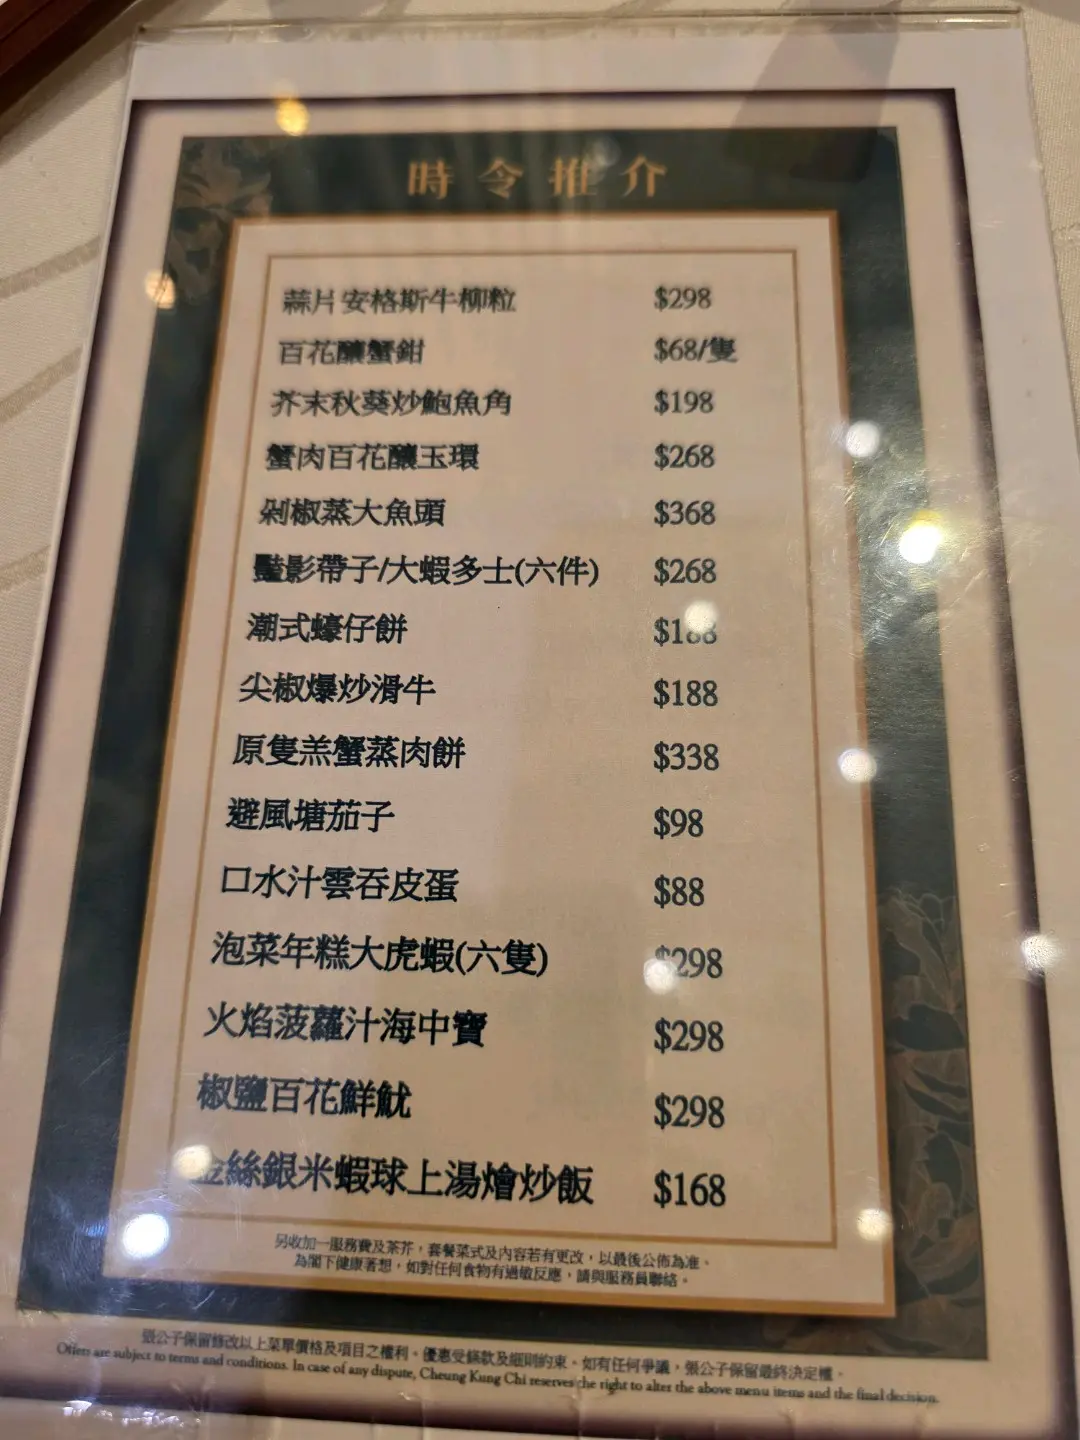 時令推介
蒜片安格斯牛柳粒 $298
百花釀蟹鉗 $68/隻
芥末秋葵炒鮑魚角 $198
蟹肉百花釀玉環 $268
剁椒蒸大魚頭 $368
豔影帶子/大蝦多士(六件) $268
潮式蠔仔餅 $188
尖椒爆炒滑牛 $188
原隻羔蟹蒸肉餅 $338
避風塘茄子 $98
口水汁雲吞皮蛋 $88
泡菜年糕大虎蝦(六隻) $298
火焰菠蘿汁海中寶 $298
椒鹽百花鮮魷 $298
金絲銀米蝦球上湯燴炒飯 $168
另收加一服務費及茶芥，套餐菜式及內容若有更改，以最後公佈為准。
為閣下健康著想，如對任何食物有過敏反應，請與服務員聯絡。
張公子保留修改以上菜單價格及項目之權利。優惠受條款及細則約束。如有任何爭議，張公子保留最終決定權。
Offers are subject to terms and conditions. In case of any dispute, Cheung Kung Chi reserves the right to alter the above menu items and the final decision.